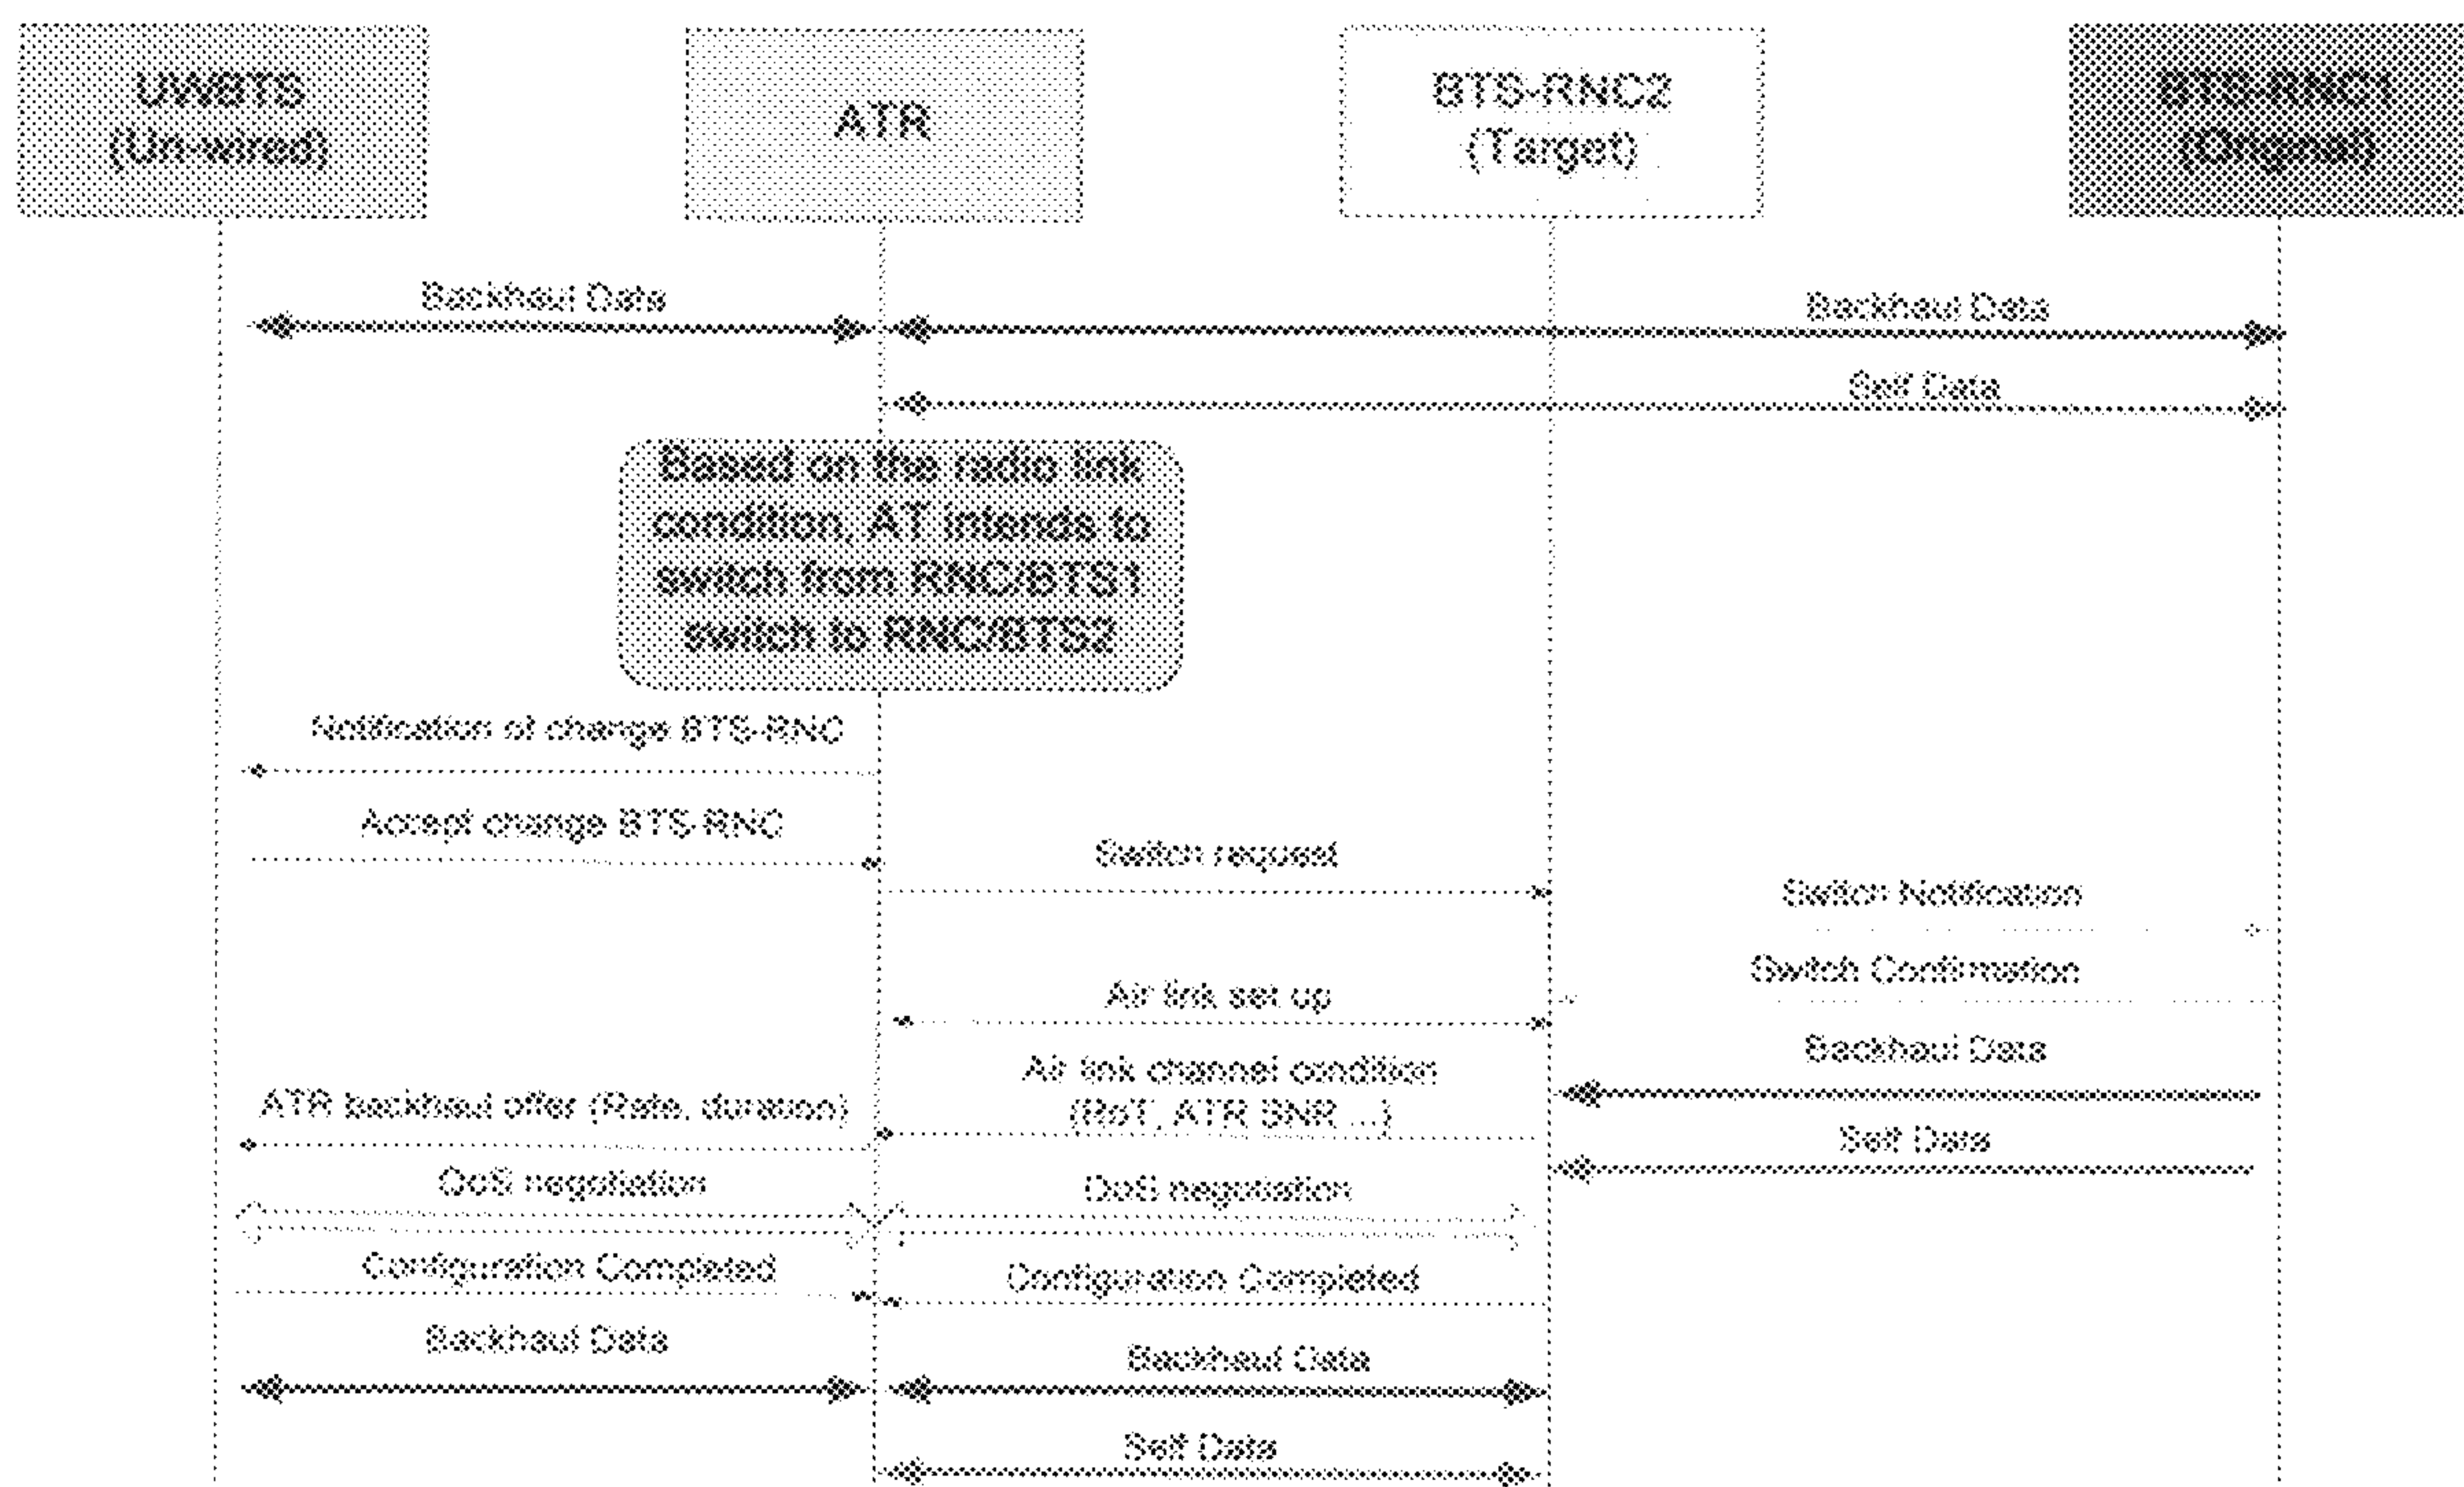 UWBTS
(Un-wired)
ATR
BTS-RNC2
(Target)
BTS-RNC1
(Original)
Backhaul Data
Backhaul Data
Self Data
Based on the radio link
condition, AT intends to
switch from RNC/BTS1
switch to RNC/BTS2
Notification of change BTS-RNC
Accept change BTS-RNC
Switch request
Switch Notification
Switch Confirmation
Air link set up
Backhaul Data
Air link channel condition
(RoT, ATR SNR ...)
ATR backhaul offer (Rate, duration)
Self Data
QoS negotiation
QoS negotiation
Configuration Completed
Configuration Completed
Backhaul Data
Backhaul Data
Self Data